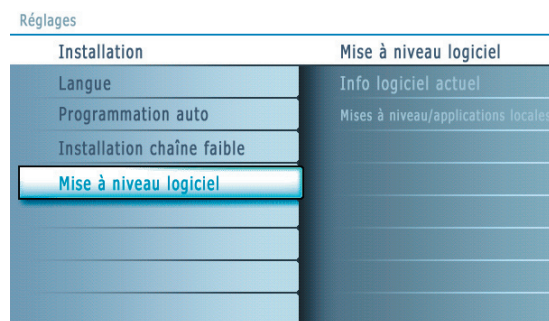 Réglages
Installation
Langue
Programmation auto
Installation chaîne faible
Mise à niveau logiciel
Mise à niveau logiciel
Info logiciel actuel
Mises à niveau/applications locales